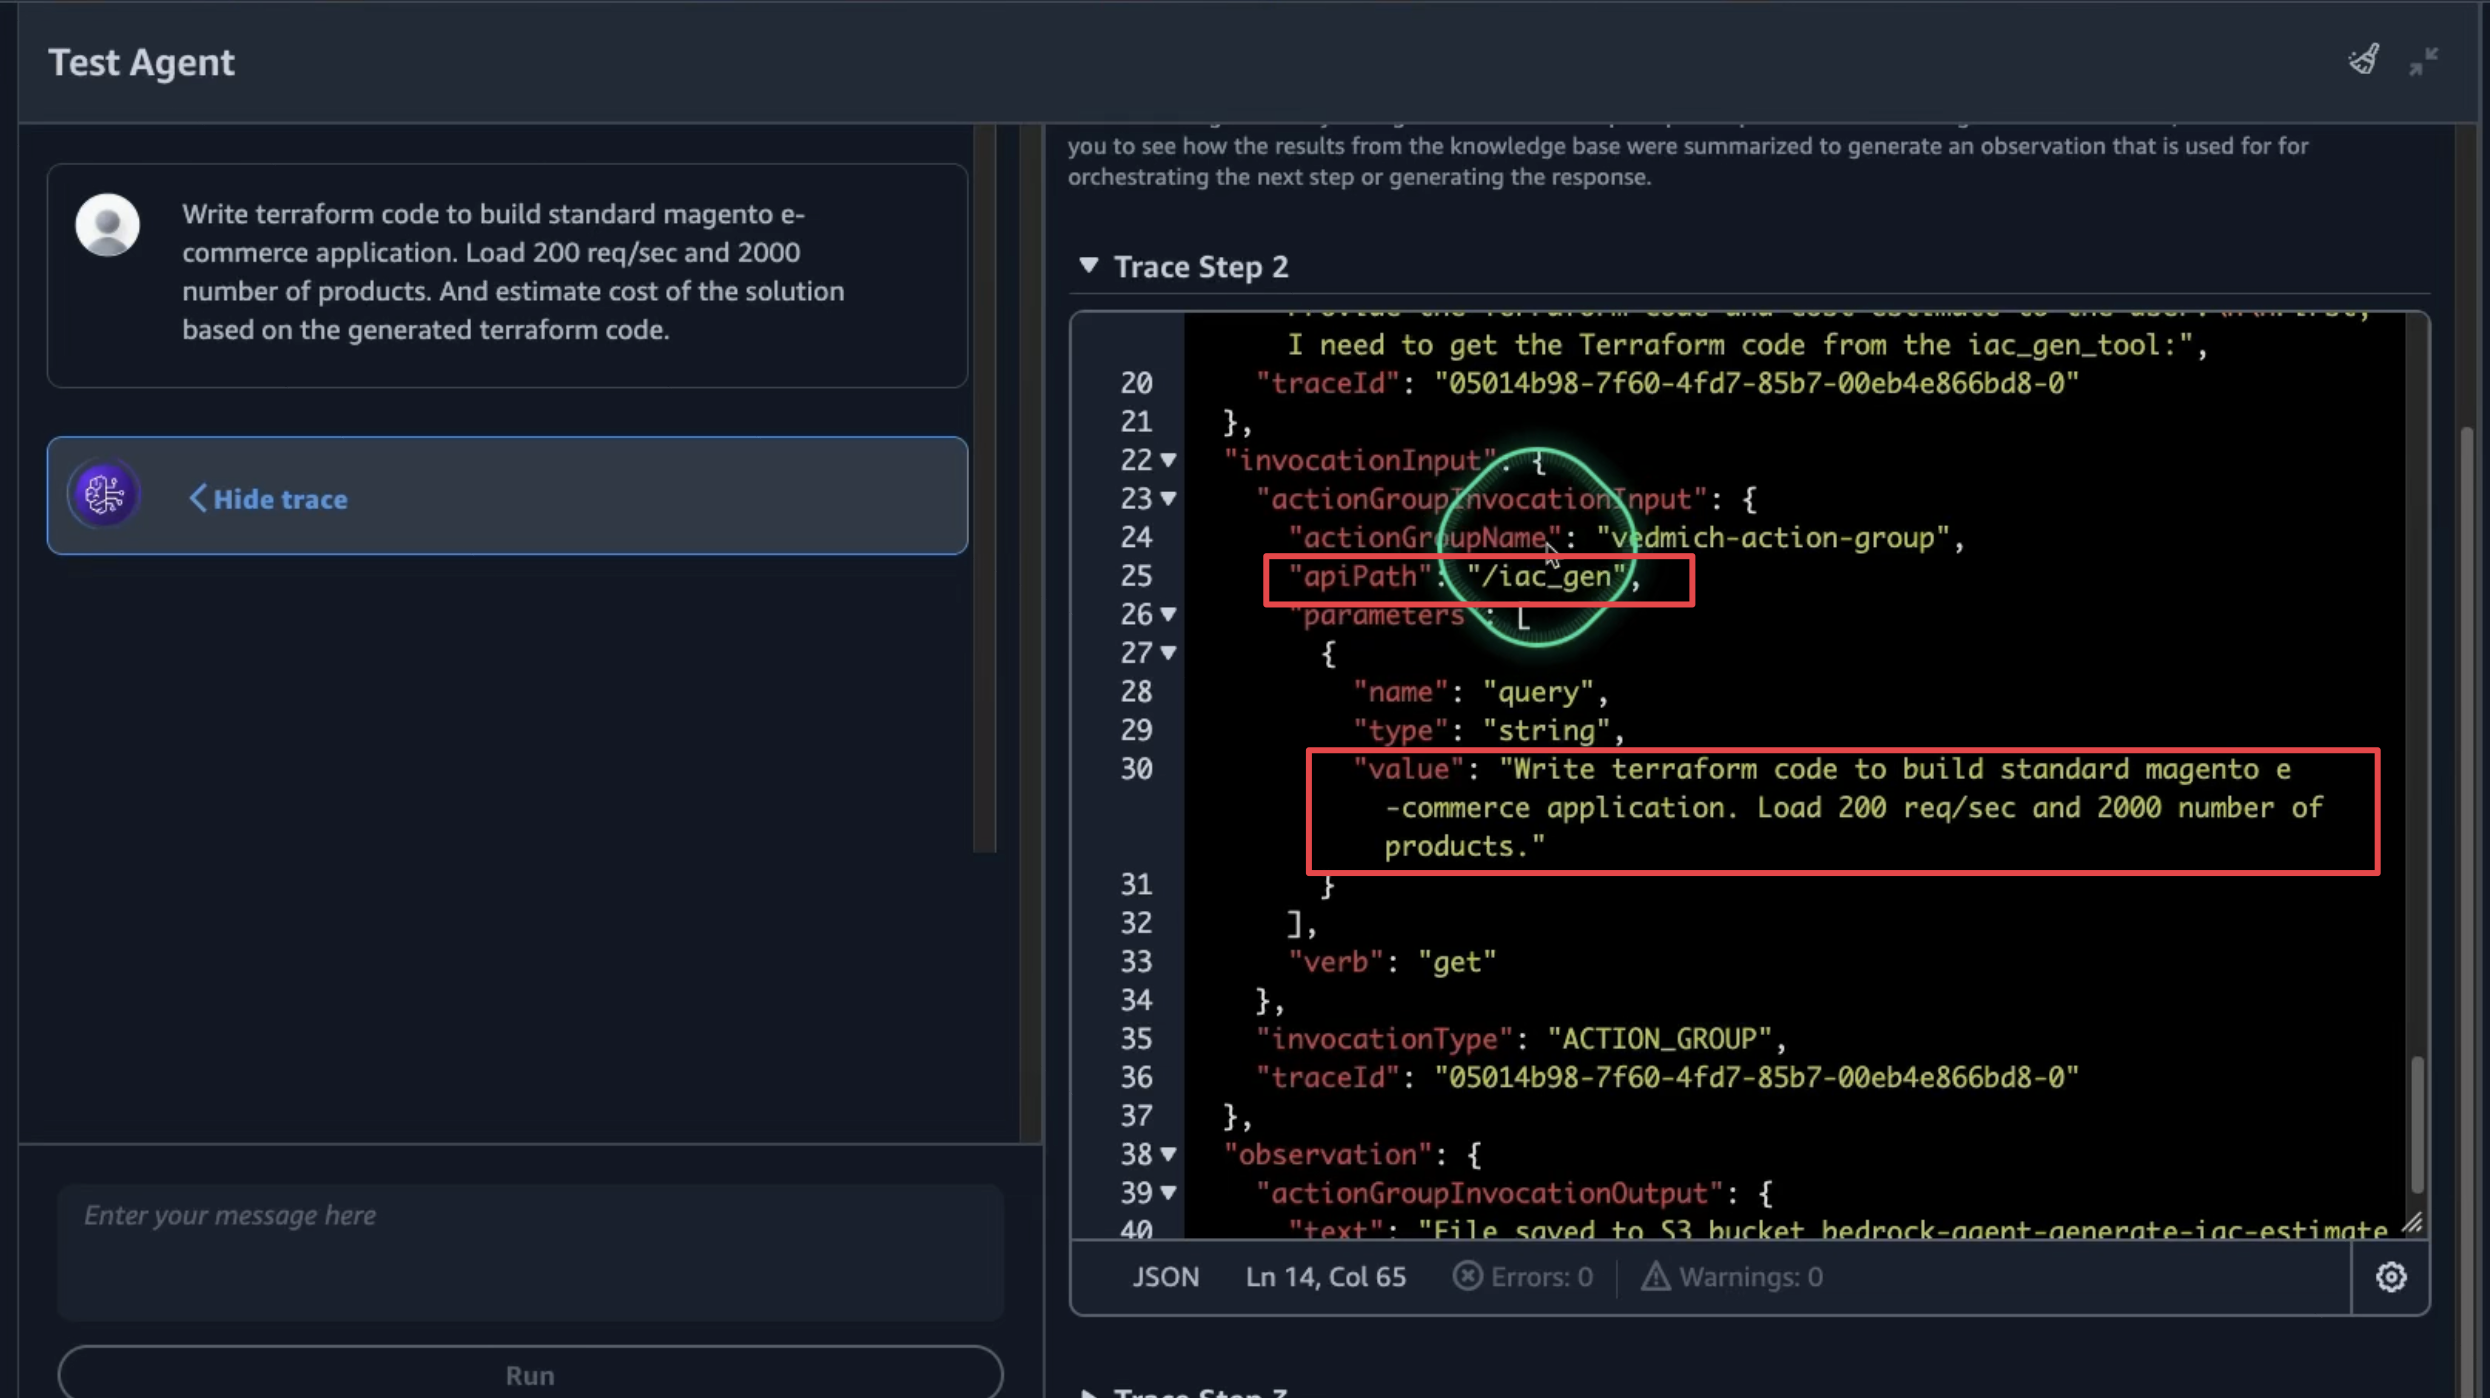 Test Agent
Write terraform code to build standard magento e-
commerce application. Load 200 req/sec and 2000
number of products. And estimate cost of the solution
based on the generated terraform code.
Hide trace
Enter your message here
Run
you to see how the results from the knowledge base were summarized to generate an observation that is used for for
orchestrating the next step or generating the response.
Trace Step 2
I need to get the Terraform code from the iac_gen_tool:",
20 "traceId": "05014b98-7f60-4fd7-85b7-00eb4e866bd8-0"
21 },
22 "invocationInput": {
23 "actionGroupInvocationInput": {
24 "actionGroupName": "vedmich-action-group",
25 "apiPath": "/iac_gen",
26 "parameters": [
27 {
28 "name": "query",
29 "type": "string",
30 "value": "Write terraform code to build standard magento e
-commerce application. Load 200 req/sec and 2000 number of
products."
31 }
32 ],
33 "verb": "get"
34 },
35 "invocationType": "ACTION_GROUP",
36 "traceId": "05014b98-7f60-4fd7-85b7-00eb4e866bd8-0"
37 },
38 "observation": {
39 "actionGroupInvocationOutput": {
40 "text": "File saved to S3 bucket bedrock-agent-generate-iac-estimate
JSON Ln 14, Col 65 Errors: 0 Warnings: 0
Trace Step 3